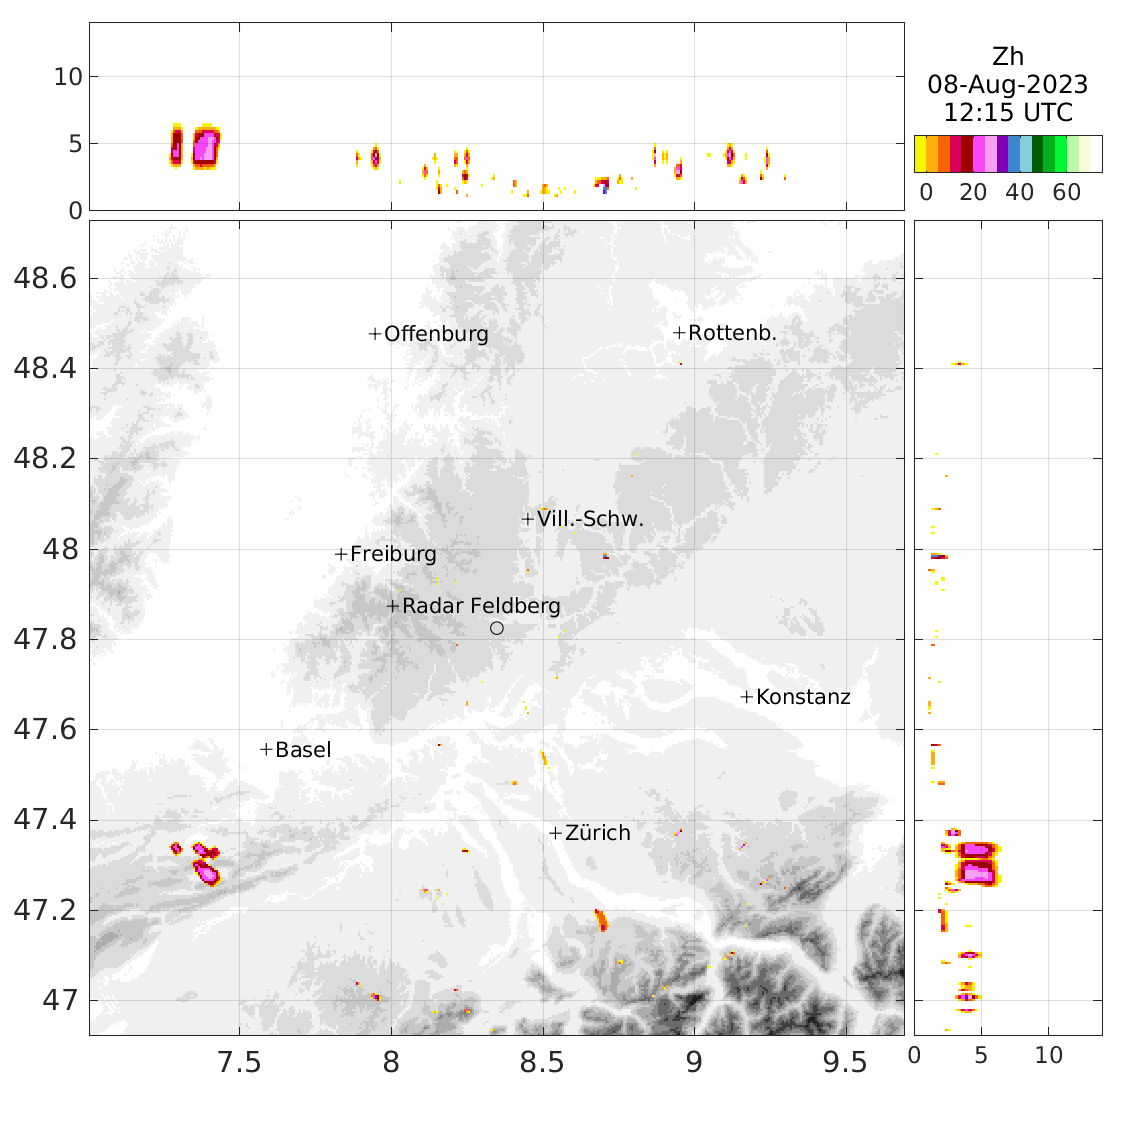 Zh
08-Aug-2023
12:15 UTC
10
5
0
0 20 40 60
48.6
48.4
48.2
48
47.8
47.6
47.4
47.2
47
+Offenburg
+Rottenb.
+Vill.-Schw.
+Freiburg
+Radar Feldberg
+Konstanz
+Basel
+Zürich
7.5 8 8.5 9 9.5
0 5 10